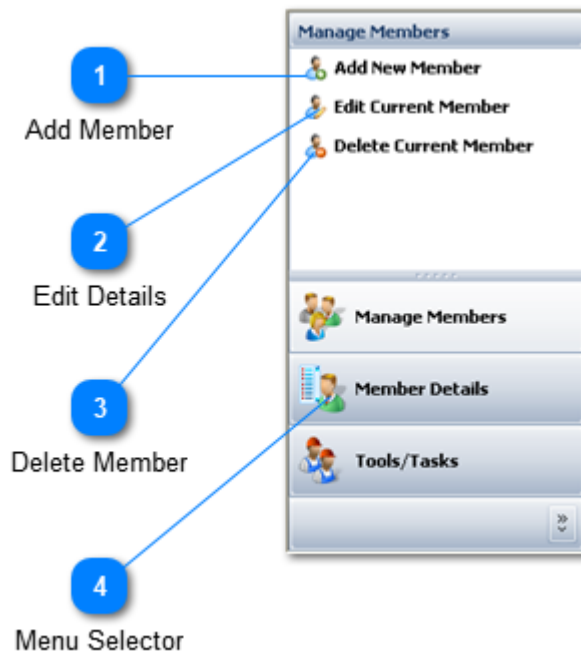 Manage Members
Add New Member
Edit Current Member
Delete Current Member
Manage Members
Member Details
Tools/Tasks
1
Add Member
2
Edit Details
3
Delete Member
4
Menu Selector